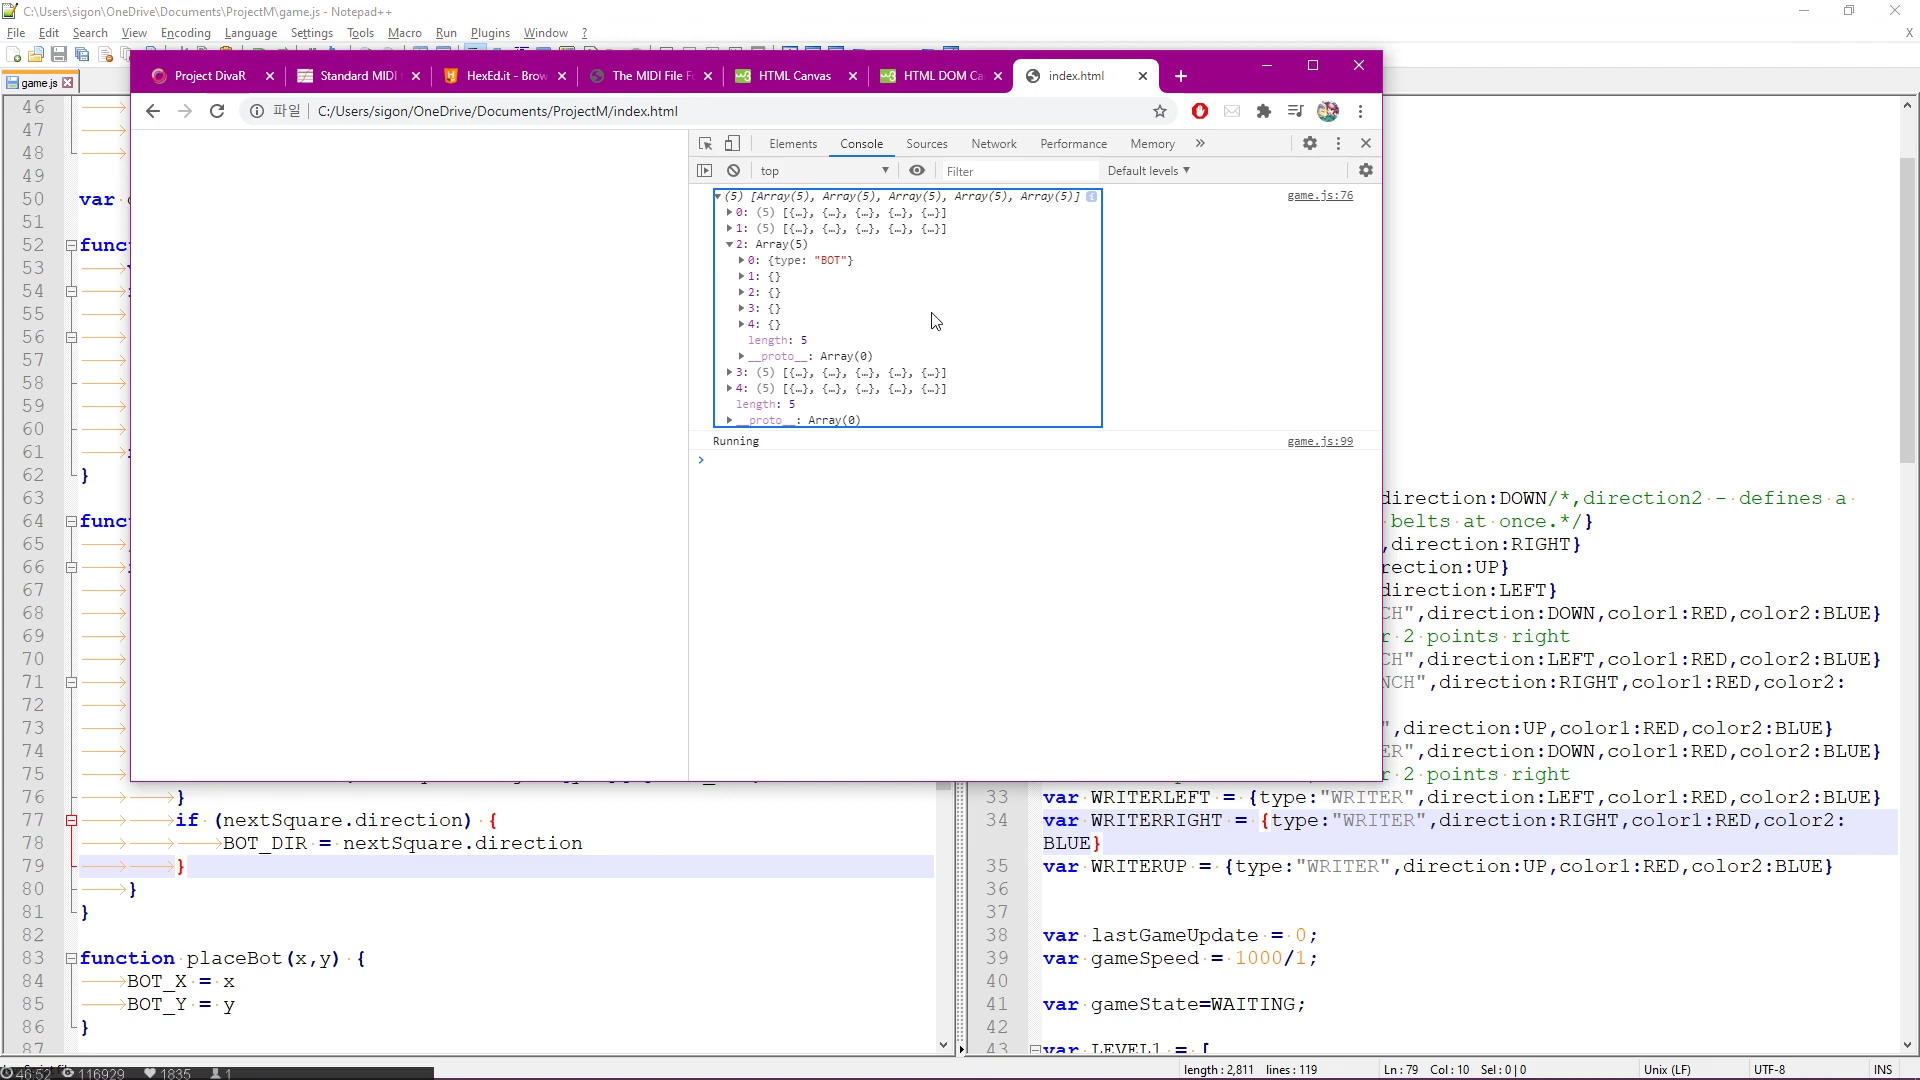 C:\Users\sigon\OneDrive\Documents\ProjectM\game.js - Notepad++
File Edit Search View Encoding Language Settings Tools Macro Run Plugins Window ?
X
game.js
Project DivaR
Standard MIDI
HexEd.it - Brow
The MIDI File F
HTML Canvas
HTML DOM Ca
index.html
파일 | C:/Users/sigon/OneDrive/Documents/ProjectM/index.html
Elements Console Sources Network Performance Memory »
top Filter Default levels
(5) [Array(5), Array(5), Array(5), Array(5), Array(5)] game.js:76
0: (5) [{…}, {…}, {…}, {…}, {…}]
1: (5) [{…}, {…}, {…}, {…}, {…}]
2: Array(5)
0: {type: "BOT"}
1: {}
2: {}
3: {}
4: {}
length: 5
__proto__: Array(0)
3: (5) [{…}, {…}, {…}, {…}, {…}]
4: (5) [{…}, {…}, {…}, {…}, {…}]
length: 5
__proto__: Array(0)
Running game.js:99
>
46
47
48
49
50 var
51
52 func
53
54
55
56
57
58
59
60
61
62 }
63
64 func
65
66
67
68
69
70
71
72
73
74
75
76 }
77 if (nextSquare.direction) {
78 BOT_DIR = nextSquare.direction
79 }
80 }
81 }
82
83 function placeBot(x,y) {
84 BOT_X = x
85 BOT_Y = y
86 }
87
direction:DOWN/*,direction2 - defines a
belts at once.*/}
,direction:RIGHT}
rection:UP}
direction:LEFT}
CH",direction:DOWN,color1:RED,color2:BLUE}
r 2 points right
CH",direction:LEFT,color1:RED,color2:BLUE}
NCH",direction:RIGHT,color1:RED,color2:
",direction:UP,color1:RED,color2:BLUE}
ER",direction:DOWN,color1:RED,color2:BLUE}
r 2 points right
33 var WRITERLEFT = {type:"WRITER",direction:LEFT,color1:RED,color2:BLUE}
34 var WRITERRIGHT = {type:"WRITER",direction:RIGHT,color1:RED,color2:
BLUE}
35 var WRITERUP = {type:"WRITER",direction:UP,color1:RED,color2:BLUE}
36
37
38 var lastGameUpdate = 0;
39 var gameSpeed = 1000/1;
40
41 var gameState=WAITING;
42
43 var LEVEL1 = [
46:52 116929 1835 1
length : 2,811 lines : 119 Ln : 79 Col : 10 Sel : 0 | 0 Unix (LF) UTF-8 INS